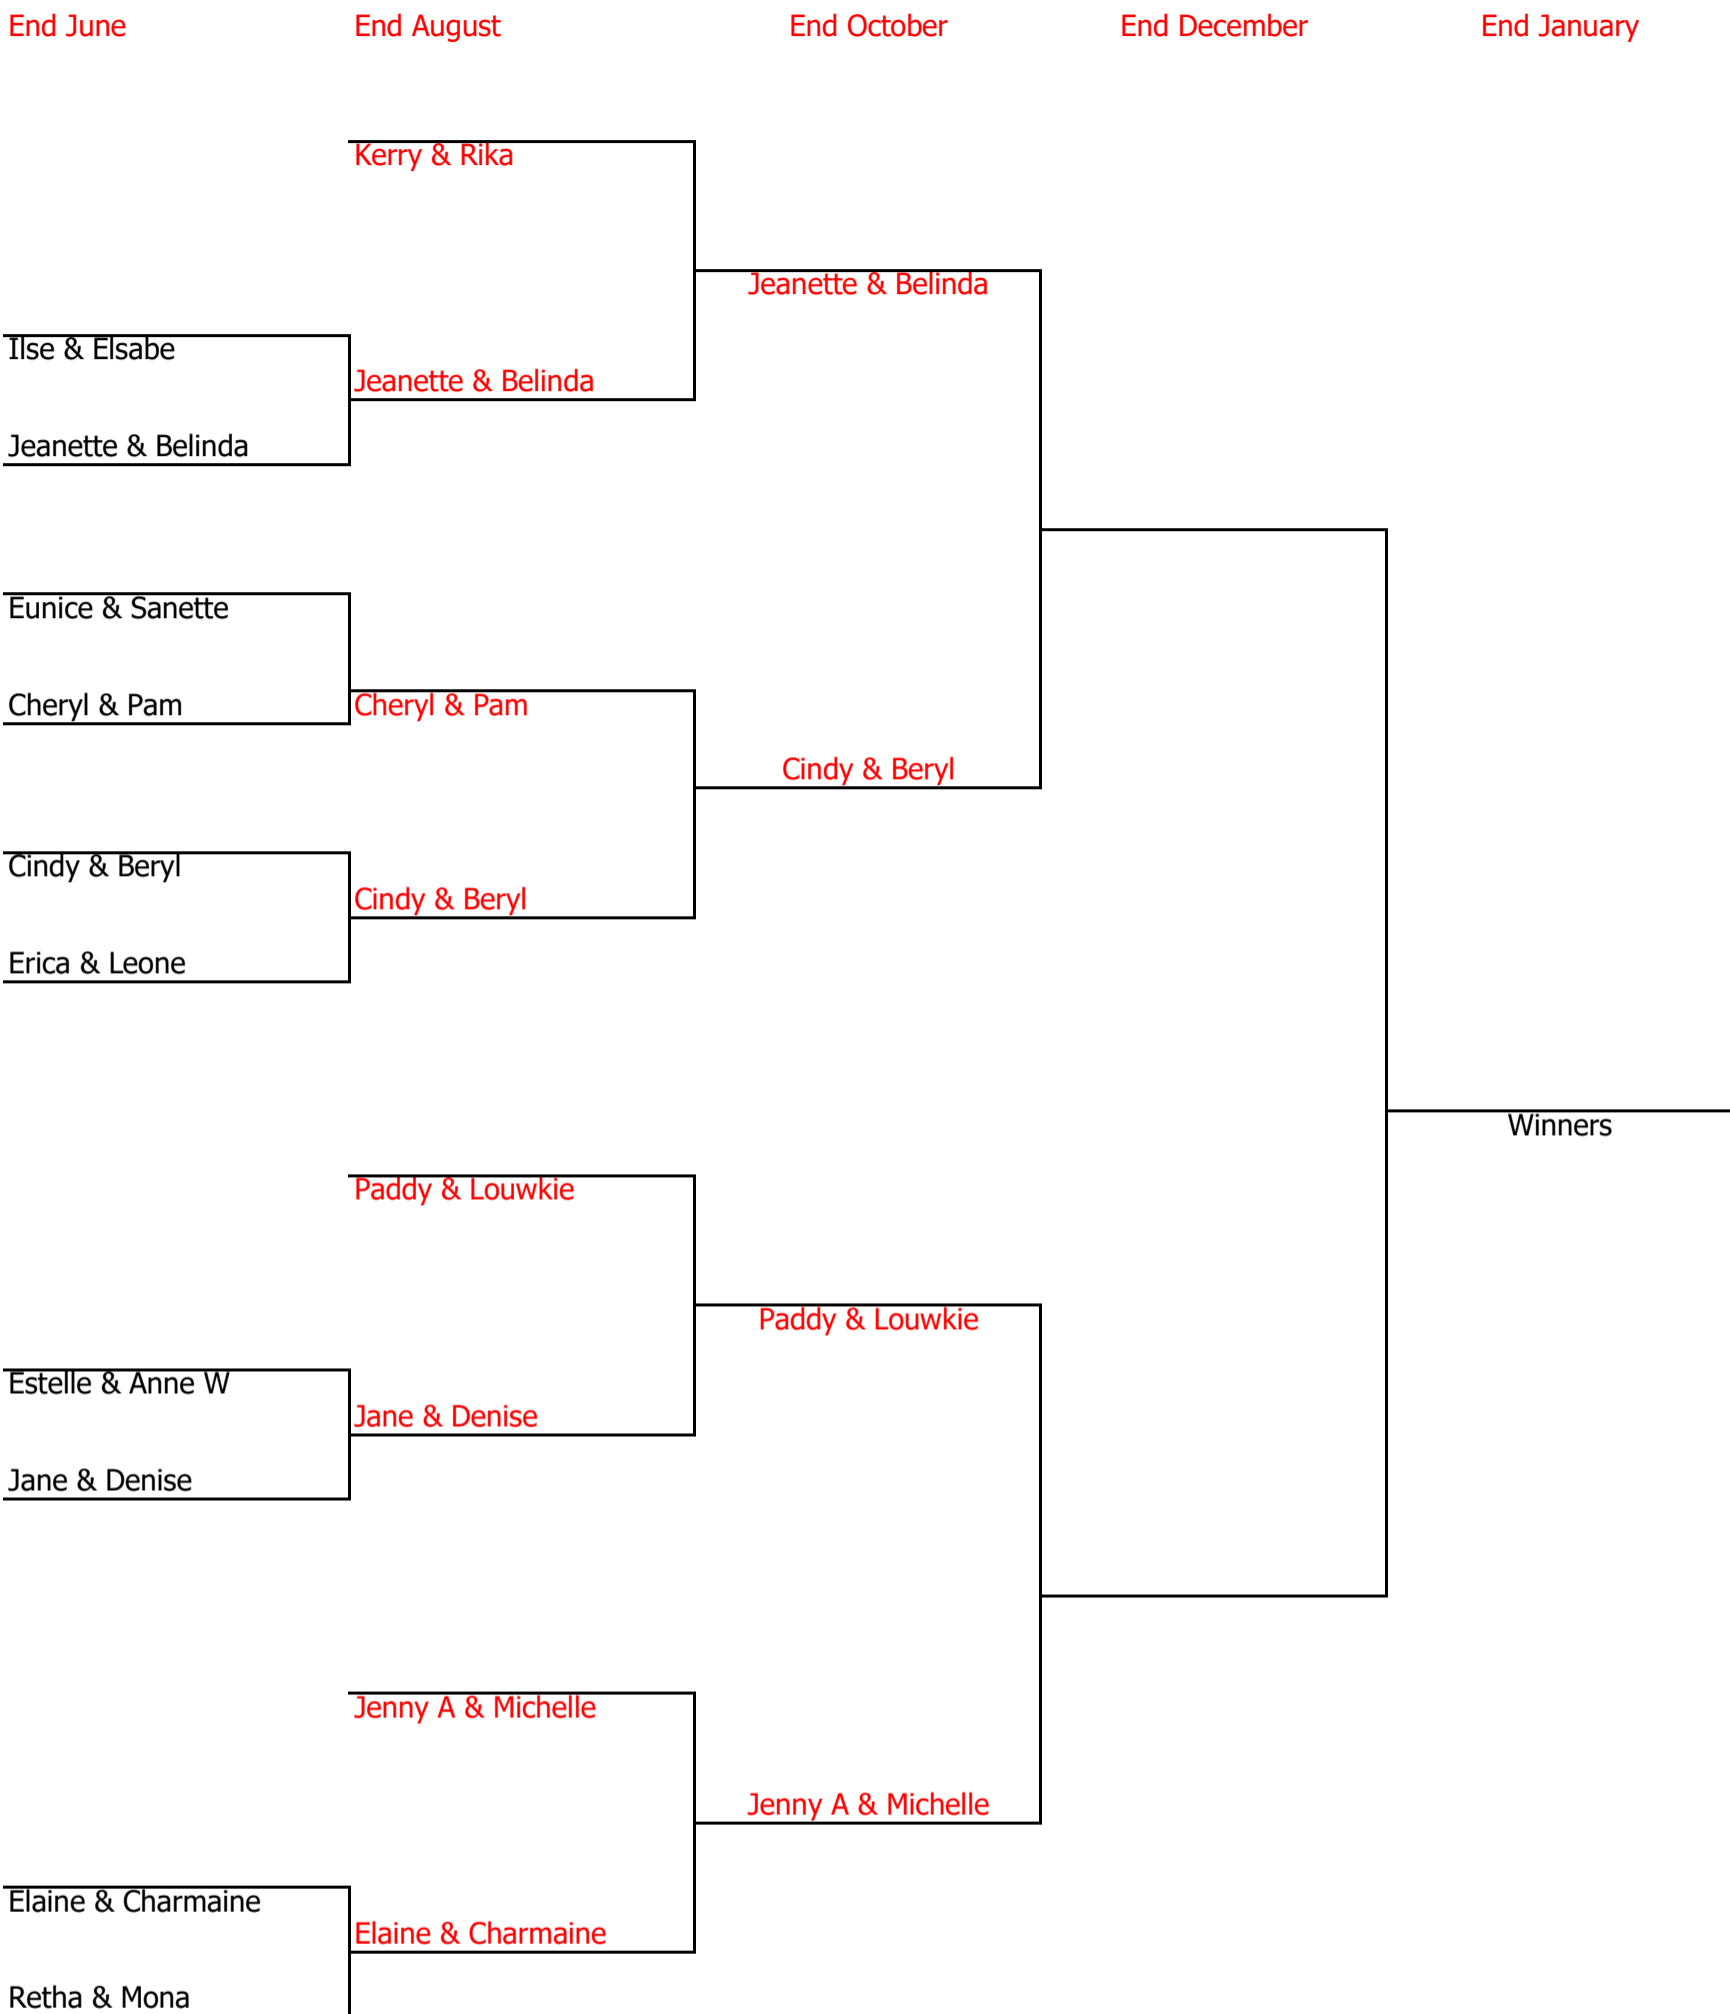 End June
End August
End October
End December
End January
Kerry & Rika
Jeanette & Belinda
Ilse & Elsabe
Jeanette & Belinda
Jeanette & Belinda
Eunice & Sanette
Cheryl & Pam
Cheryl & Pam
Cindy & Beryl
Cindy & Beryl
Cindy & Beryl
Erica & Leone
Winners
Paddy & Louwkie
Paddy & Louwkie
Estelle & Anne W
Jane & Denise
Jane & Denise
Jenny A & Michelle
Jenny A & Michelle
Elaine & Charmaine
Elaine & Charmaine
Retha & Mona